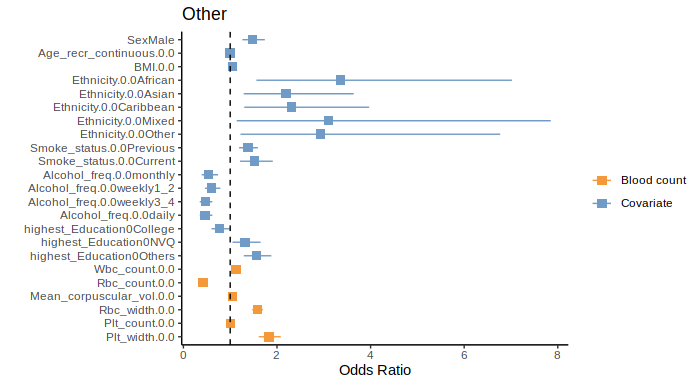 Other
SexMale
Age_recr_continuous.0.0
BMI.0.0
Ethnicity.0.0African
Ethnicity.0.0Asian
Ethnicity.0.0Caribbean
Ethnicity.0.0Mixed
Ethnicity.0.0Other
Smoke_status.0.0Previous
Smoke_status.0.0Current
Alcohol_freq.0.0monthly
Alcohol_freq.0.0weekly1_2
Alcohol_freq.0.0weekly3_4
Alcohol_freq.0.0daily
highest_Education0College
highest_Education0NVQ
highest_Education0Others
Wbc_count.0.0
Rbc_count.0.0
Mean_corpuscular_vol.0.0
Rbc_width.0.0
Plt_count.0.0
Plt_width.0.0
0 2 4 6 8
Odds Ratio
Blood count
Covariate